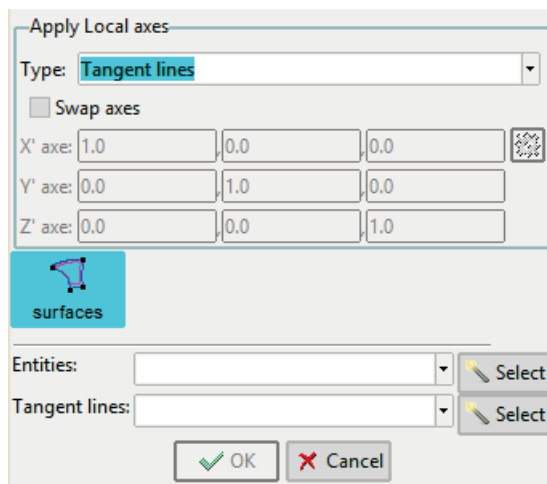 Apply Local axes
Type: Tangent lines
Swap axes
X' axe: 1.0 ,0.0 ,0.0
Y' axe: 0.0 ,1.0 ,0.0
Z' axe: 0.0 ,0.0 ,1.0
surfaces
Entities: Select
Tangent lines: Select
OK Cancel